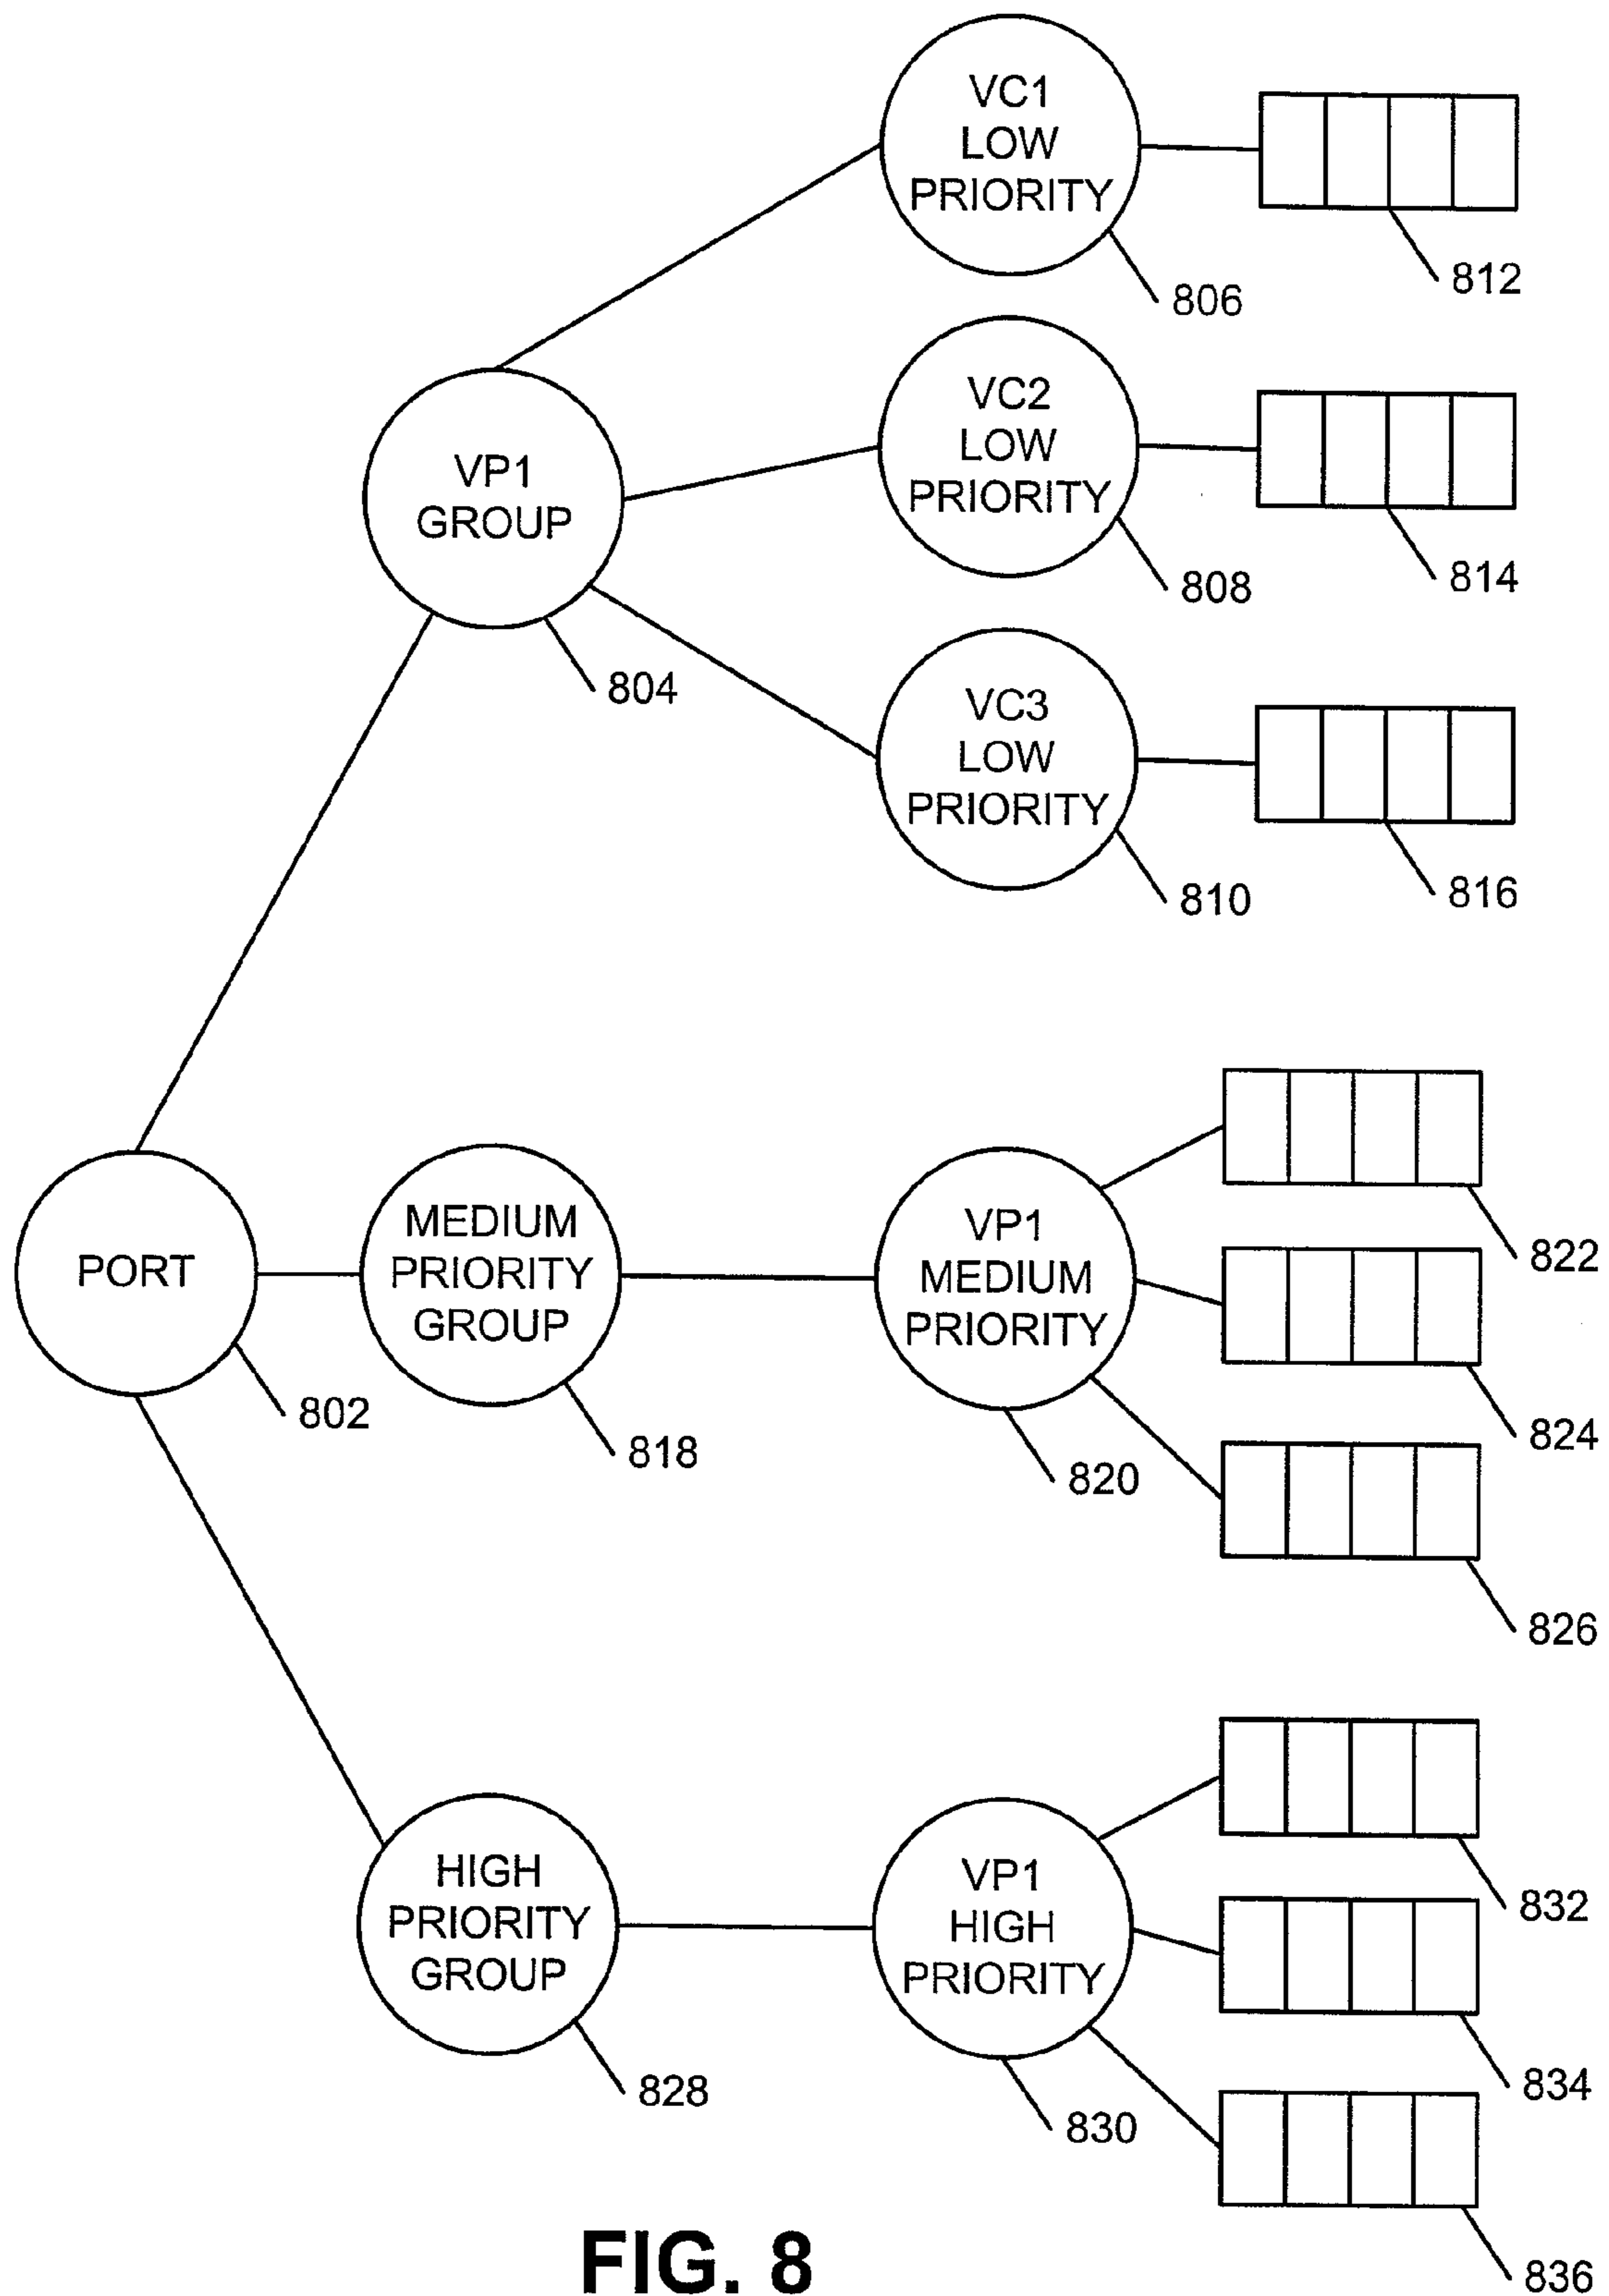 VC1
LOW
PRIORITY
806
812
VC2
LOW
PRIORITY
808
814
VP1
GROUP
804
VC3
LOW
PRIORITY
810
816
PORT
802
MEDIUM
PRIORITY
GROUP
818
VP1
MEDIUM
PRIORITY
820
822
824
826
HIGH
PRIORITY
GROUP
828
VP1
HIGH
PRIORITY
830
832
834
836
FIG. 8